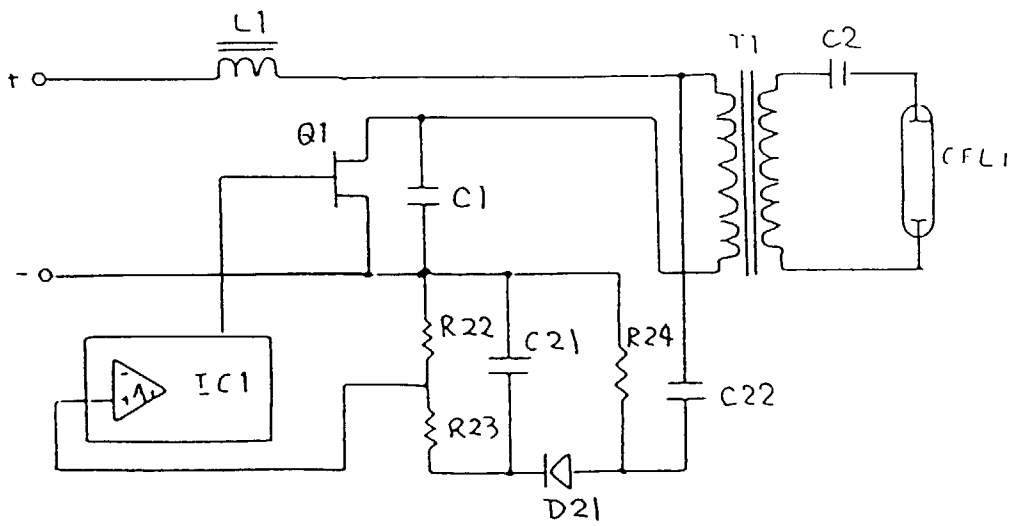 L1
T1
C2
+
Q1
C1
CFL1
-
R22
C21
R24
IC1
-
+
C22
R23
D21